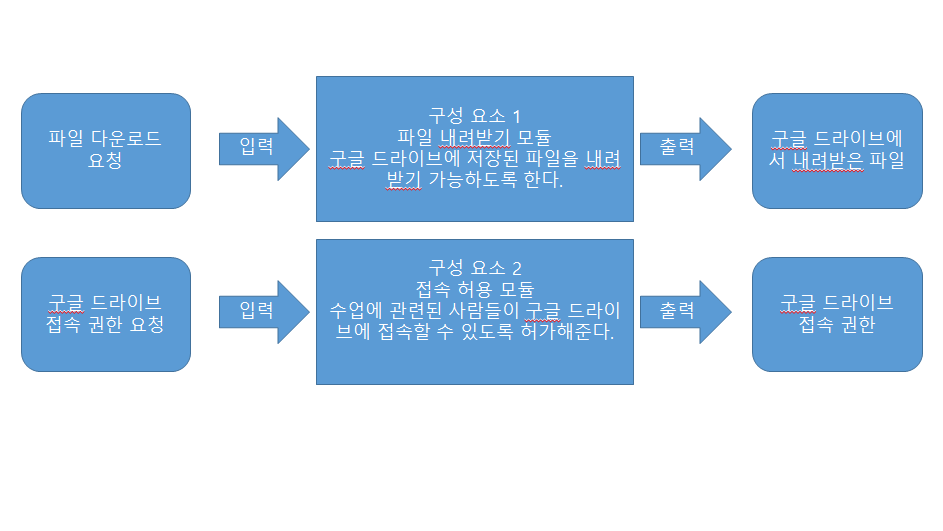 파일 다운로드
요청
입력
구성 요소 1
파일 내려받기 모듈
구글 드라이브에 저장된 파일을 내려
받기 가능하도록 한다.
출력
구글 드라이브에
서 내려받은 파일
구글 드라이브
접속 권한 요청
입력
구성 요소 2
접속 허용 모듈
수업에 관련된 사람들이 구글 드라이
브에 접속할 수 있도록 허가해준다.
출력
구글 드라이브
접속 권한